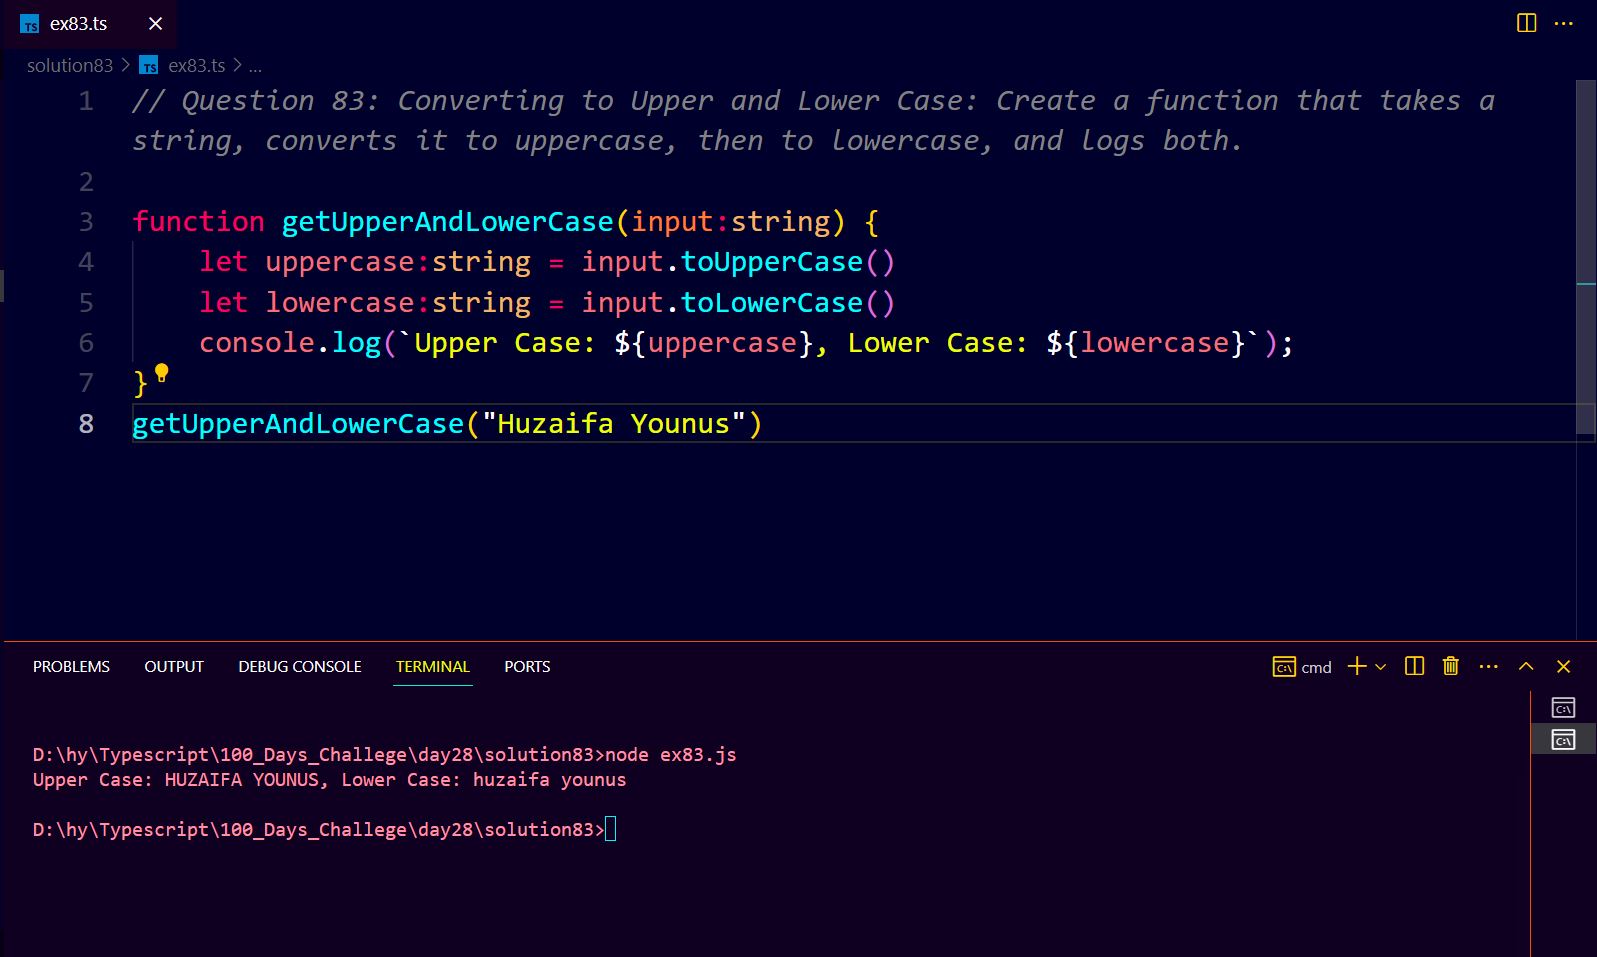 TS ex83.ts
solution83 > TS ex83.ts > ...
1 // Question 83: Converting to Upper and Lower Case: Create a function that takes a
string, converts it to uppercase, then to lowercase, and logs both.
2
3 function getUpperAndLowerCase(input:string) {
4 let uppercase:string = input.toUpperCase()
5 let lowercase:string = input.toLowerCase()
6 console.log(`Upper Case: ${uppercase}, Lower Case: ${lowercase}`);
7 }
8 getUpperAndLowerCase("Huzaifa Younus")
PROBLEMS OUTPUT DEBUG CONSOLE TERMINAL PORTS cmd
D:\hy\Typescript\100_Days_Challege\day28\solution83>node ex83.js
Upper Case: HUZAIFA YOUNUS, Lower Case: huzaifa younus
D:\hy\Typescript\100_Days_Challege\day28\solution83>